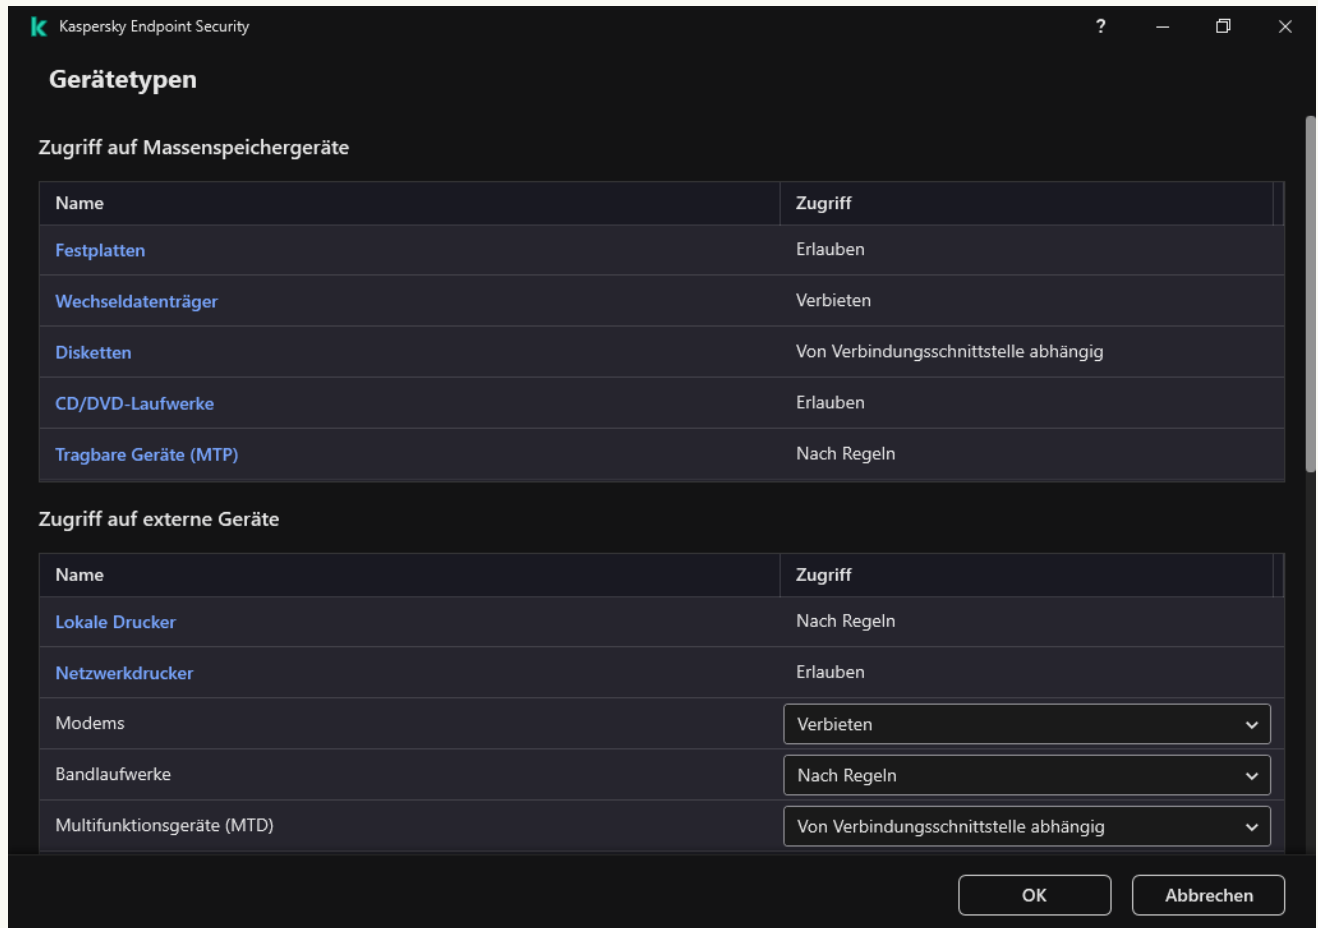 Kaspersky Endpoint Security ?
Gerätetypen
Zugriff auf Massenspeichergeräte
Name Zugriff
Festplatten Erlauben
Wechseldatenträger Verbieten
Disketten Von Verbindungsschnittstelle abhängig
CD/DVD-Laufwerke Erlauben
Tragbare Geräte (MTP) Nach Regeln
Zugriff auf externe Geräte
Name Zugriff
Lokale Drucker Nach Regeln
Netzwerkdrucker Erlauben
Modems Verbieten
Bandlaufwerke Nach Regeln
Multifunktionsgeräte (MTD) Von Verbindungsschnittstelle abhängig
OK Abbrechen